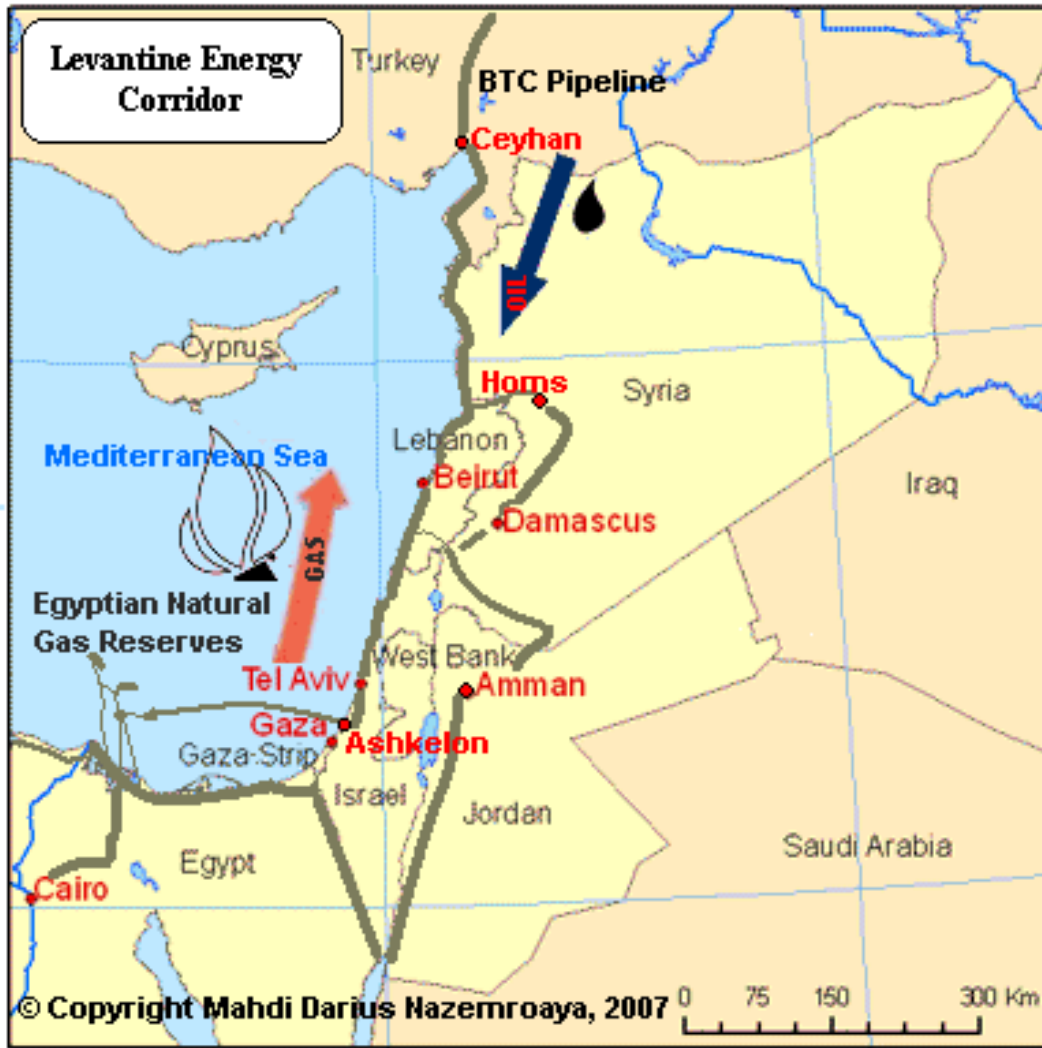 Levantine Energy
Corridor
Turkey
BTC Pipeline
Ceyhan
OIL
Cyprus
Homs
Syria
Lebanon
Mediterranean Sea
Beirut
Iraq
Damascus
GAS
Egyptian Natural
Gas Reserves
West Bank
Tel Aviv
Amman
Gaza
Ashkelon
Gaza-Strip
Israel
Jordan
Saudi Arabia
Egypt
Cairo
© Copyright Mahdi Darius Nazemroaya, 2007
0 75 150 300 Km